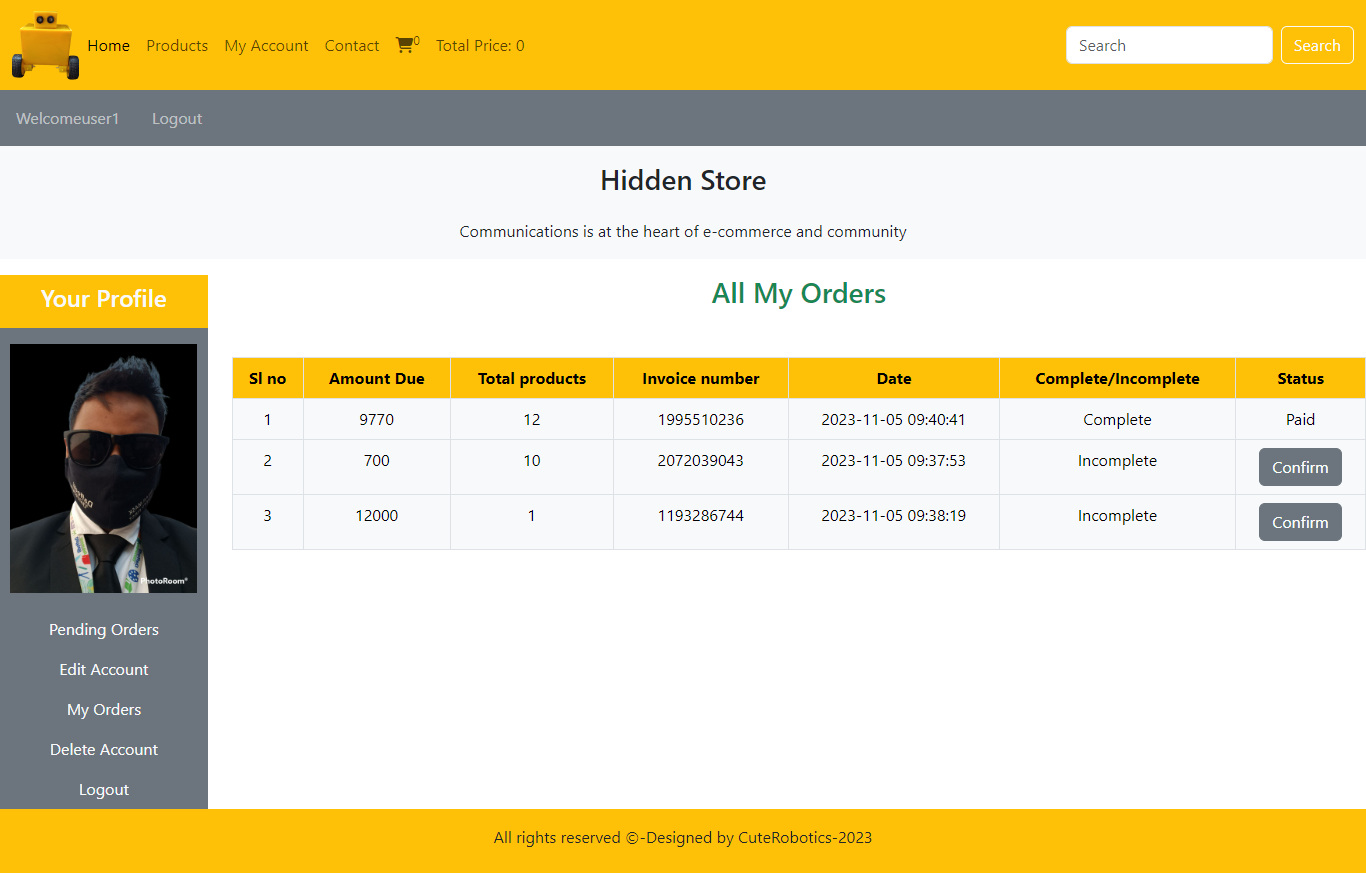 Home Products My Account Contact 0 Total Price: 0 Search Search
Welcomeuser1 Logout
Hidden Store
Communications is at the heart of e-commerce and community
Your Profile
All My Orders
Sl no Amount Due Total products Invoice number Date Complete/Incomplete Status
1 9770 12 1995510236 2023-11-05 09:40:41 Complete Paid
2 700 10 2072039043 2023-11-05 09:37:53 Incomplete Confirm
3 12000 1 1193286744 2023-11-05 09:38:19 Incomplete Confirm
PhotoRoom®
Pending Orders
Edit Account
My Orders
Delete Account
Logout
All rights reserved ©-Designed by CuteRobotics-2023